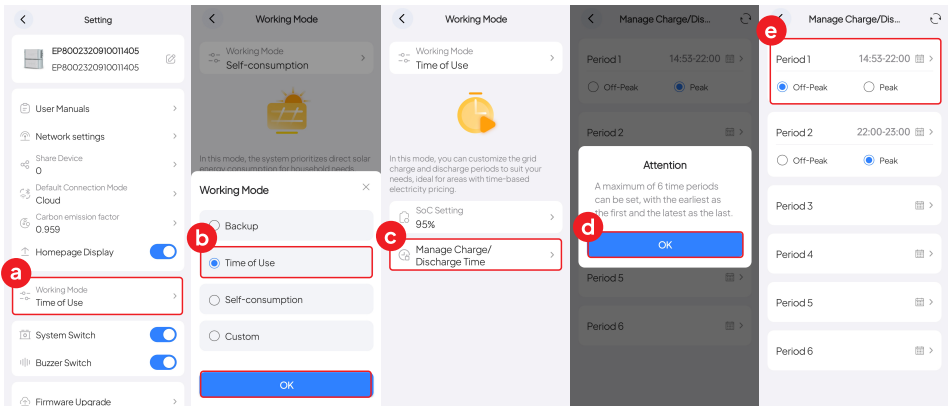 Setting
EP8002320910011405
EP8002320910011405
User Manuals
Network settings
Share Device
0
Default Connection Mode
Cloud
Carbon emission factor
0.959
Homepage Display
a
Working Mode
Time of Use
System Switch
Buzzer Switch
Firmware Upgrade
Working Mode
Working Mode
Self-consumption
In this mode, the system prioritizes direct solar
energy consumption for household needs,
Working Mode
b
Backup
Time of Use
Self-consumption
Custom
OK
Working Mode
Working Mode
Time of Use
In this mode, you can customize the grid
charge and discharge periods to suit your
needs, ideal for areas with time-based
electricity pricing.
SoC Setting
95%
c
Manage Charge/
Discharge Time
Manage Charge/Dis...
Period 1 14:53-22:00
Off-Peak Peak
Period 2
Attention
A maximum of 6 time periods
can be set, with the earliest as
the first and the latest as the last.
d
OK
Period 5
Period 6
Manage Charge/Dis...
e
Period 1 14:53-22:00
Off-Peak Peak
Period 2 22:00-23:00
Off-Peak Peak
Period 3
Period 4
Period 5
Period 6